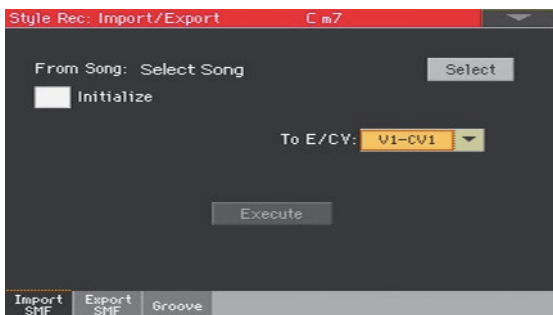 Style Rec: Import/Export C m7
From Song: Select Song Select
Initialize
To E/CV: V1-CV1
Execute
Import SMF Export SMF Groove